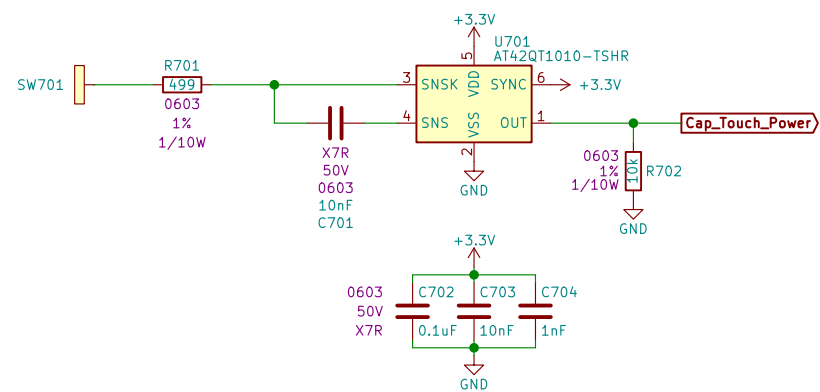 +3.3V
U701
AT42QT1010-TSHR
R701
SW701
499
0603
1%
1/10W
3
SNSK
5
VDD
SYNC
6
+3.3V
4
SNS
VSS
2
OUT
1
GND
Cap_Touch_Power
X7R
50V
0603
10nF
C701
0603
1%
1/10W
10k
R702
GND
+3.3V
0603
50V
X7R
C702
0.1uF
C703
10nF
C704
1nF
GND